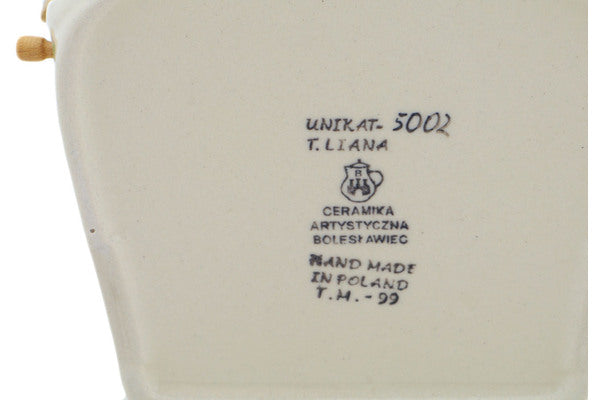 UNIKAT- 5002
T. LIANA
B
CERAMIKA
ARTYSTYCZNA
BOLESŁAWIEC
HAND MADE
IN POLAND
T.M. - 99